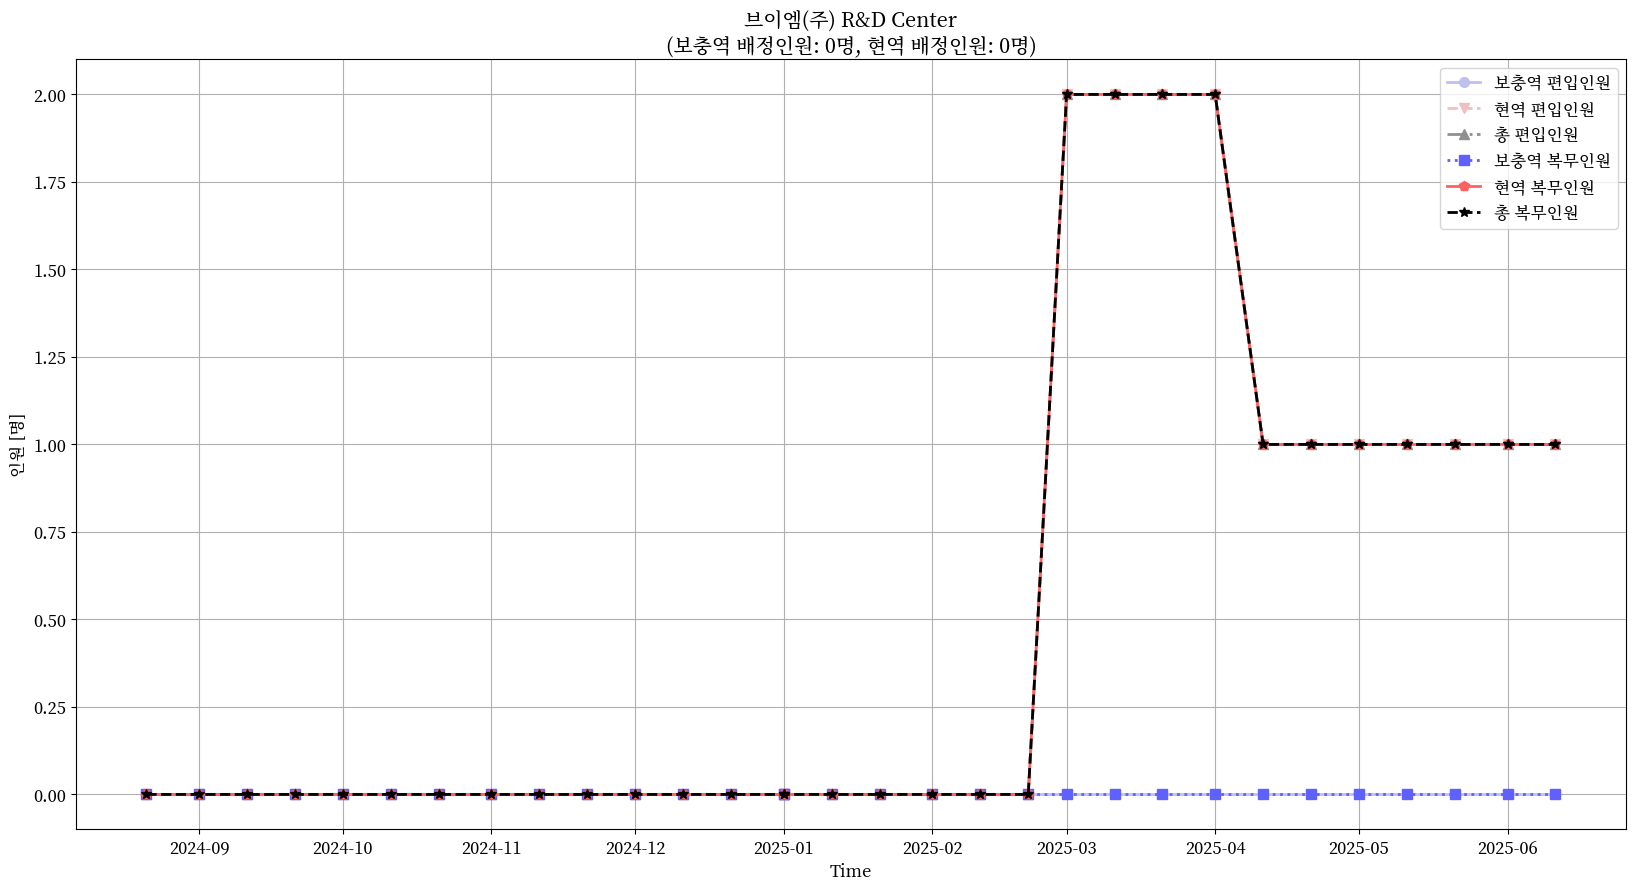 브이엠(주) R&D Center
(보충역 배정인원: 0명, 현역 배정인원: 0명)
보충역 편입인원
현역 편입인원
총 편입인원
보충역 복무인원
현역 복무인원
총 복무인원
2.00
1.75
1.50
1.25
1.00
0.75
0.50
0.25
0.00
인원 [명]
2024-09 2024-10 2024-11 2024-12 2025-01 2025-02 2025-03 2025-04 2025-05 2025-06
Time